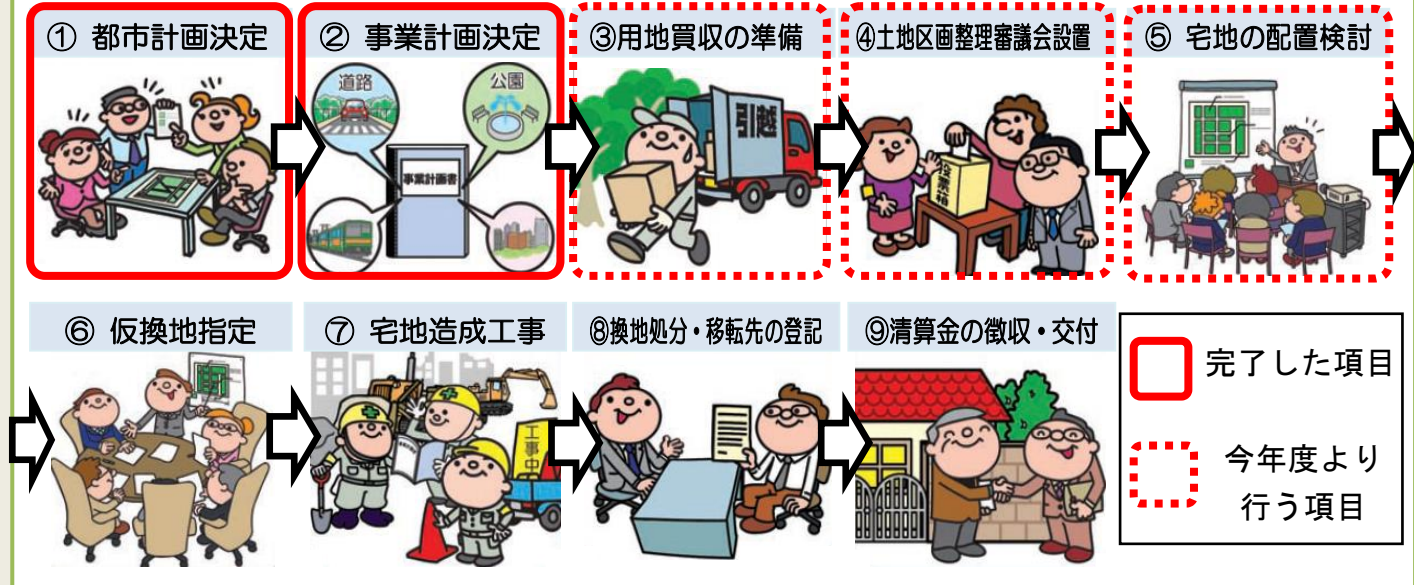 ① 都市計画決定
② 事業計画決定
③用地買収の準備
④土地区画整理審議会設置
⑤ 宅地の配置検討
道路
公園
事業計画書
引越
投票箱
⑥ 仮換地指定
⑦ 宅地造成工事
⑧換地処分・移転先の登記
⑨清算金の徴収・交付
工事中
完了した項目
今年度より
行う項目